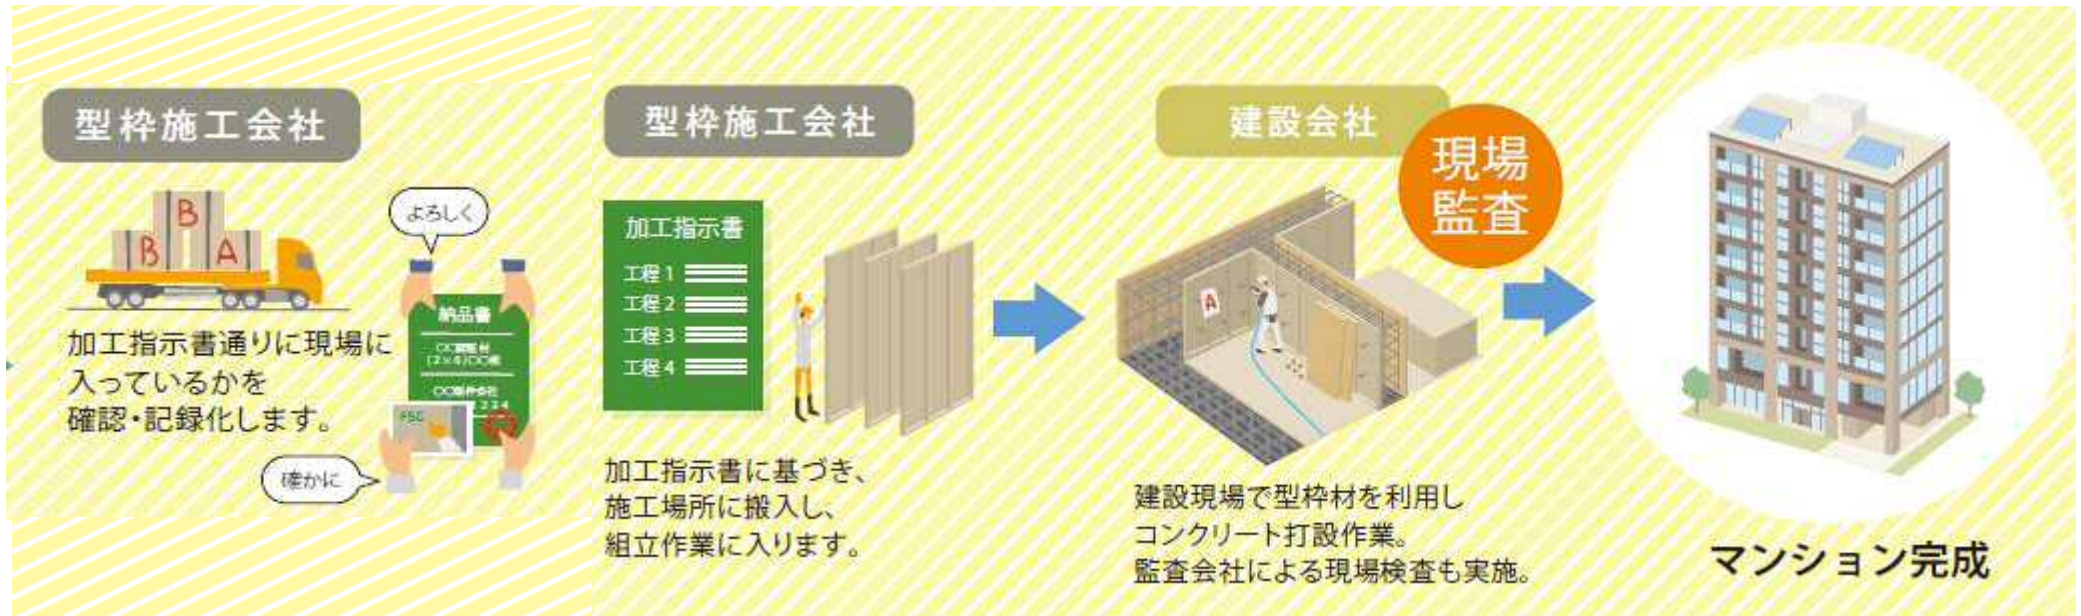 型枠施工会社
B
B
A
よろしく
納品書
FSC
確かに
加工指示書通りに現場に
入っているかを
確認・記録化します。
型枠施工会社
加工指示書
工程1
工程2
工程3
工程4
加工指示書に基づき、
施工場所に搬入し、
組立作業に入ります。
建設会社
現場
監査
A
建設現場で型枠材を利用し
コンクリート打設作業。
監査会社による現場検査も実施。
マンション完成